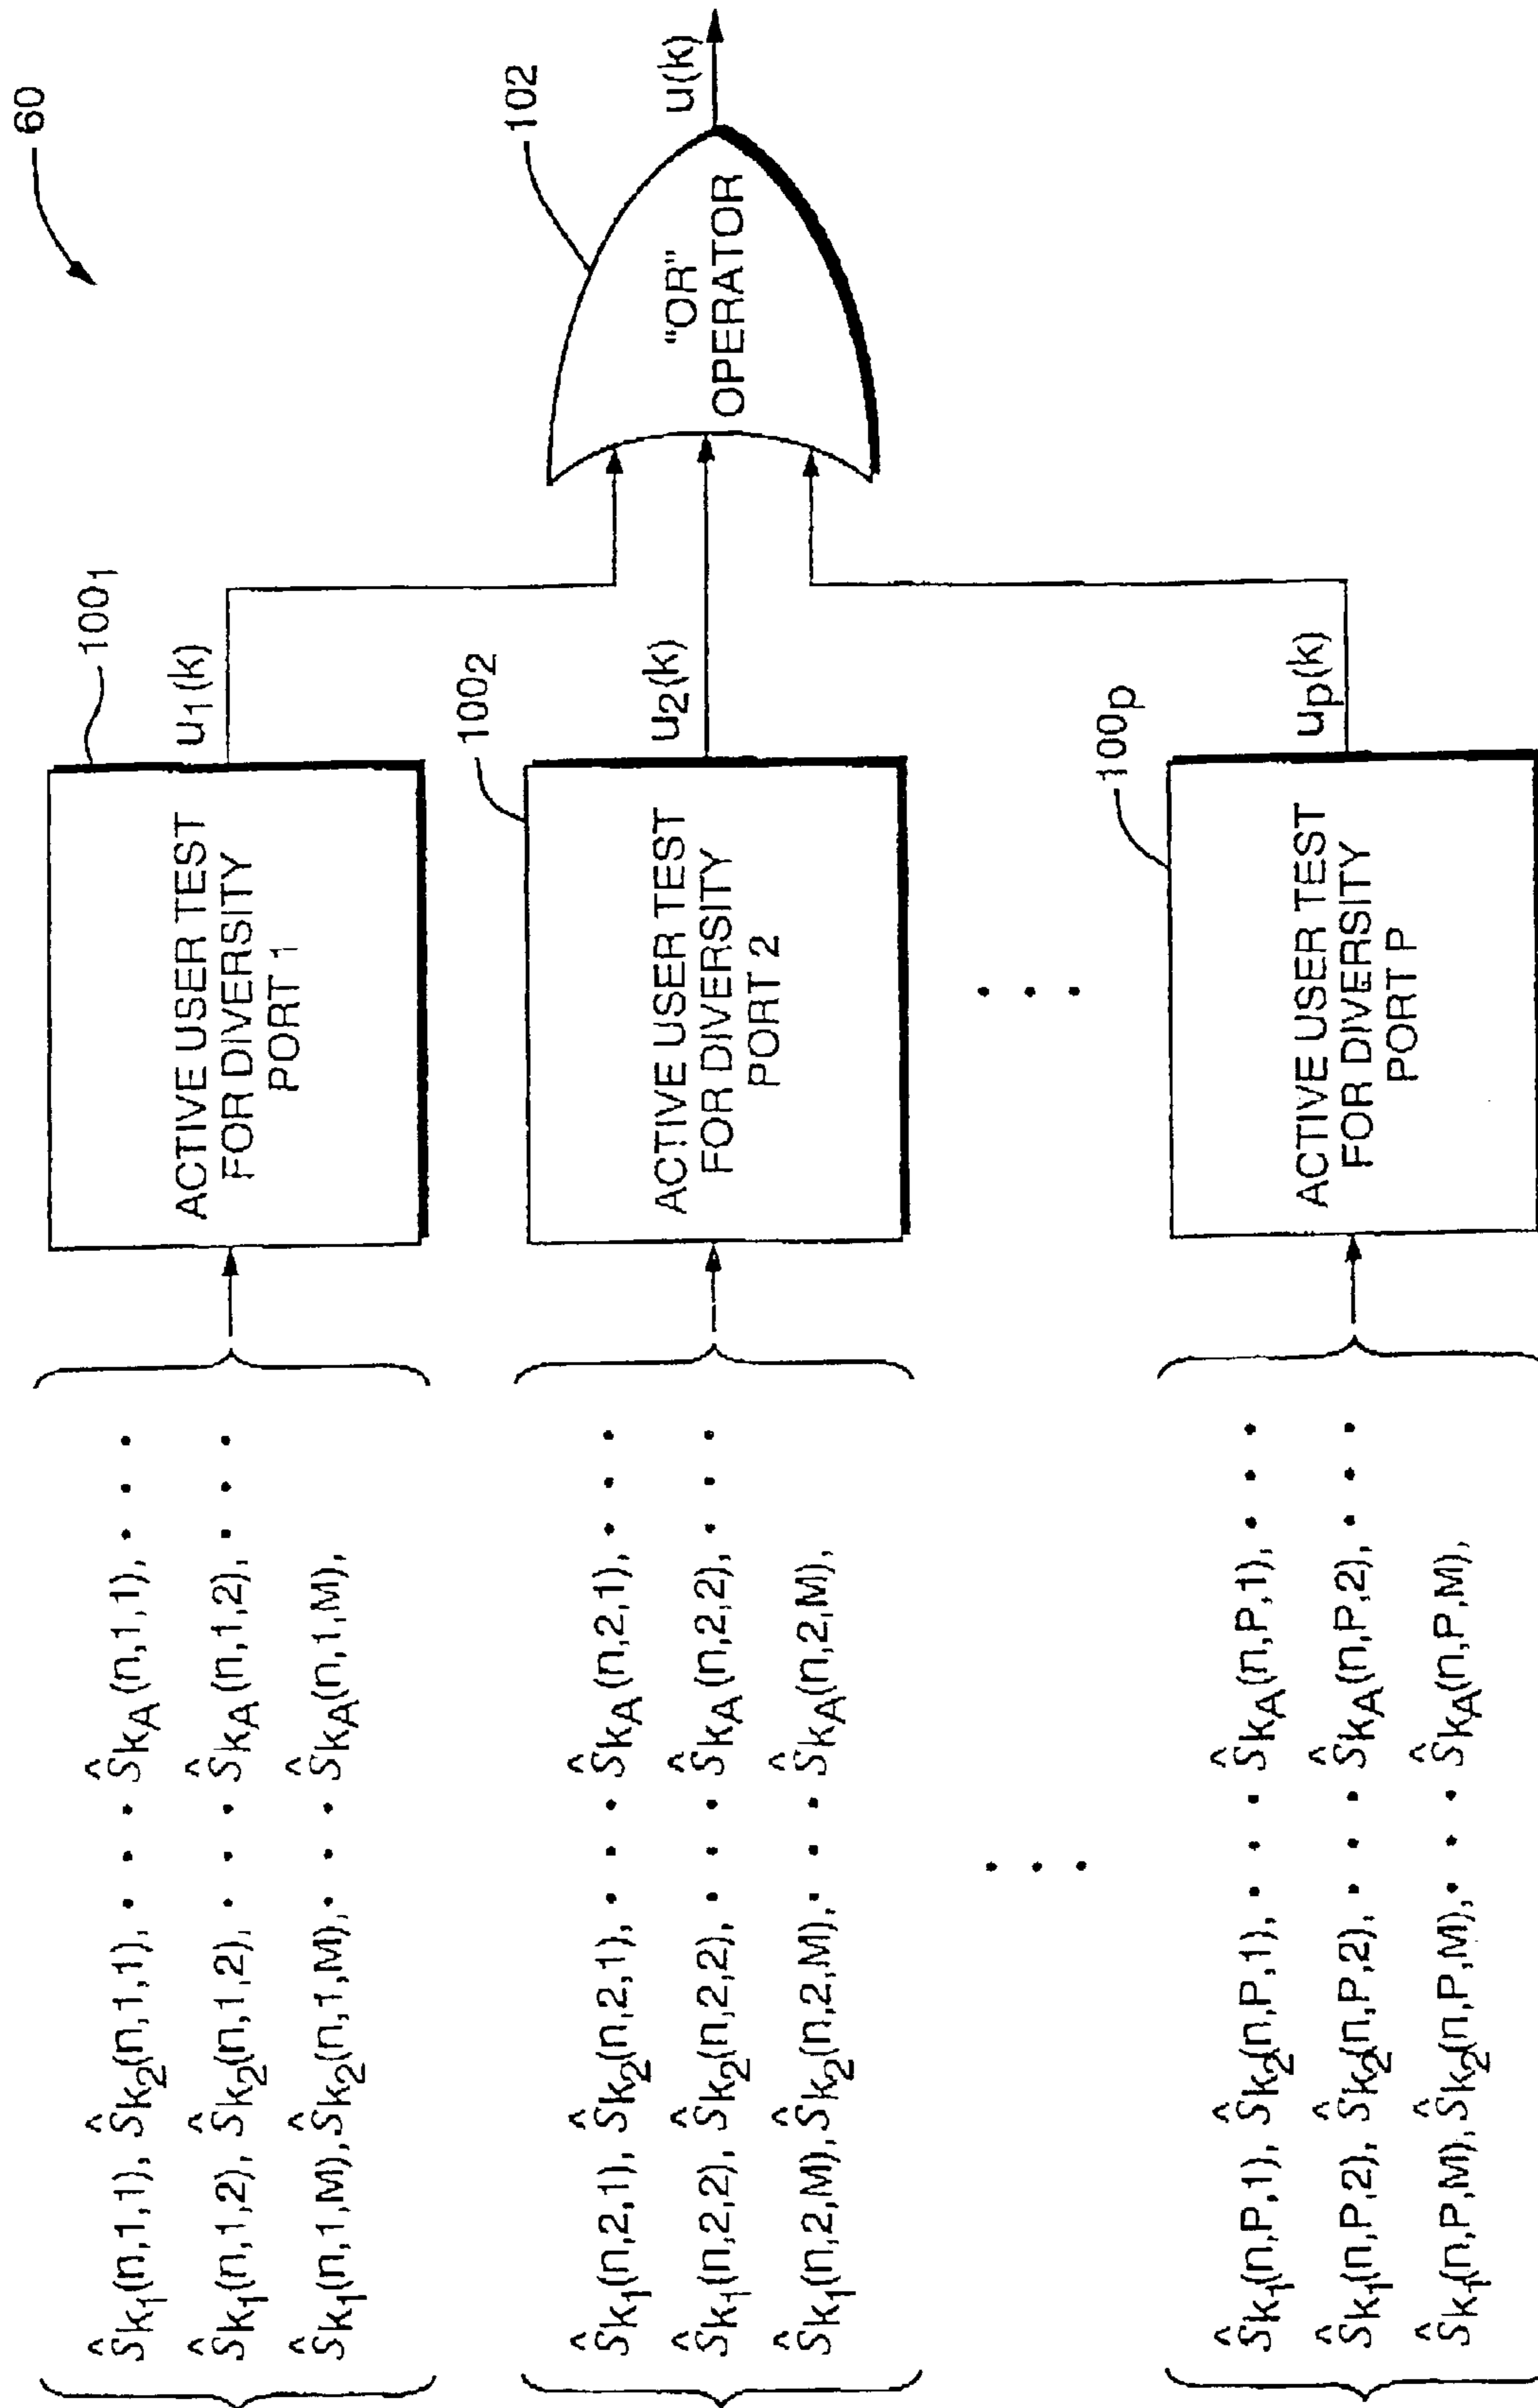 60
Ŝk₁(n,1,1), Ŝk₂(n,1,1), • • • Ŝk_A(n,1,1), • • •
Ŝk₁(n,1,2), Ŝk₂(n,1,2), • • • Ŝk_A(n,1,2), • • •
Ŝk₁(n,1,M), Ŝk₂(n,1,M), • • • Ŝk_A(n,1,M),
ACTIVE USER TEST
FOR DIVERSITY
PORT 1
100₁
u₁(k)
Ŝk₁(n,2,1), Ŝk₂(n,2,1), • • • Ŝk_A(n,2,1), • • •
Ŝk₁(n,2,2), Ŝk₂(n,2,2), • • • Ŝk_A(n,2,2), • • •
Ŝk₁(n,2,M), Ŝk₂(n,2,M), • • • Ŝk_A(n,2,M),
ACTIVE USER TEST
FOR DIVERSITY
PORT 2
100₂
u₂(k)
• • •
• • •
Ŝk₁(n,P,1), Ŝk₂(n,P,1), • • • Ŝk_A(n,P,1), • • •
Ŝk₁(n,P,2), Ŝk₂(n,P,2), • • • Ŝk_A(n,P,2), • • •
Ŝk₁(n,P,M), Ŝk₂(n,P,M), • • • Ŝk_A(n,P,M),
ACTIVE USER TEST
FOR DIVERSITY
PORT P
100ₚ
uₚ(k)
"OR"
OPERATOR
102
u(k)